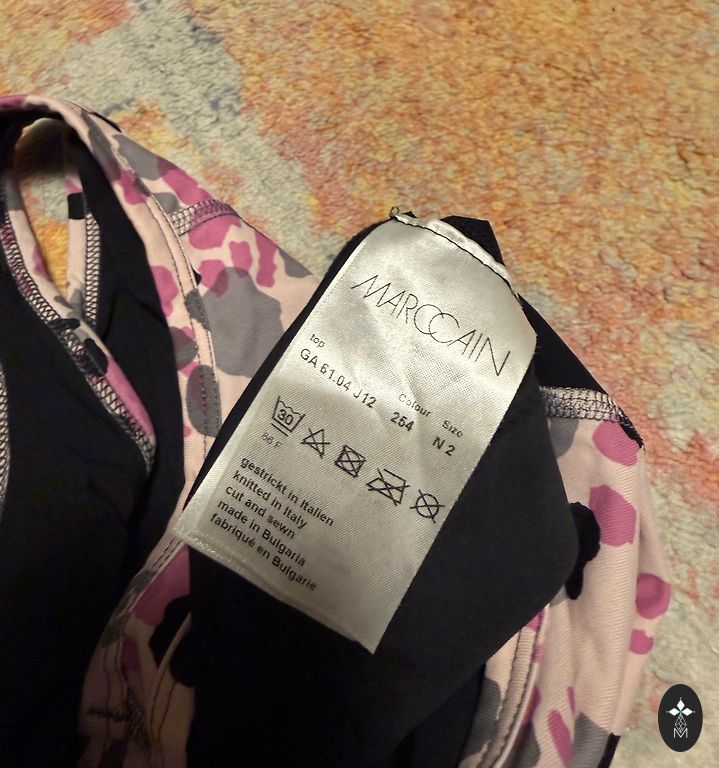 MARCCAIN
top
Colour Size
GA 61.04 J12 254 N 2
30
86 F
gestrickt in Italien
knitted in Italy
cut and sewn
made in Bulgaria
fabriqué en Bulgarie
M